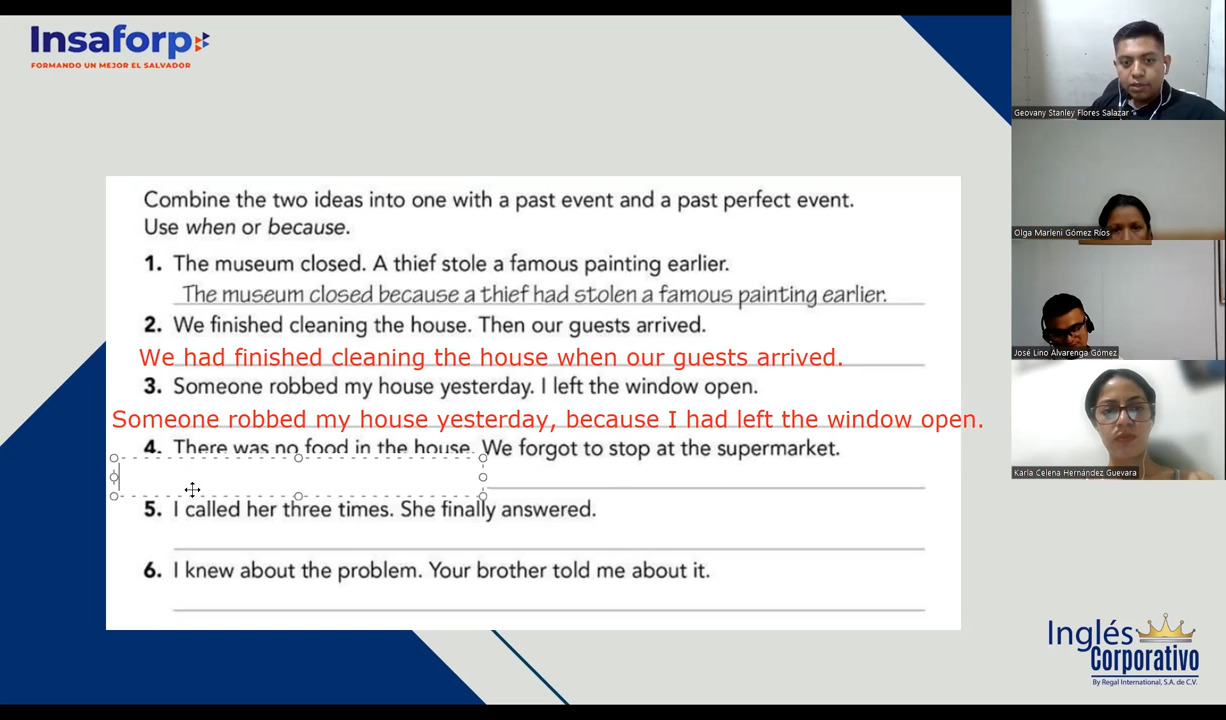 Insaforp
FORMANDO UN MEJOR EL SALVADOR
Combine the two ideas into one with a past event and a past perfect event.
Use when or because.
1. The museum closed. A thief stole a famous painting earlier.
The museum closed because a thief had stolen a famous painting earlier.
2. We finished cleaning the house. Then our guests arrived.
We had finished cleaning the house when our guests arrived.
3. Someone robbed my house yesterday. I left the window open.
Someone robbed my house yesterday, because I had left the window open.
4. There was no food in the house. We forgot to stop at the supermarket.
5. I called her three times. She finally answered.
6. I knew about the problem. Your brother told me about it.
Geovany Stanley Flores Salazar
Olga Marleni Gómez Ríos
José Lino Alvarenga Gómez
Karla Celena Hernández Guevara
Inglés
Corporativo
By Regal International, S.A. de C.V.